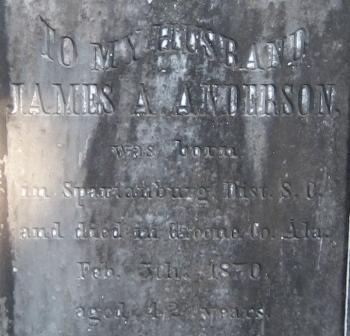 TO MY HUSBAND
JAMES A. ANDERSON.
was born
in Spartanburg Dist. S. C.
and died in Greene Co. Ala.
Feb. 5th. 1870.
aged 42 years.